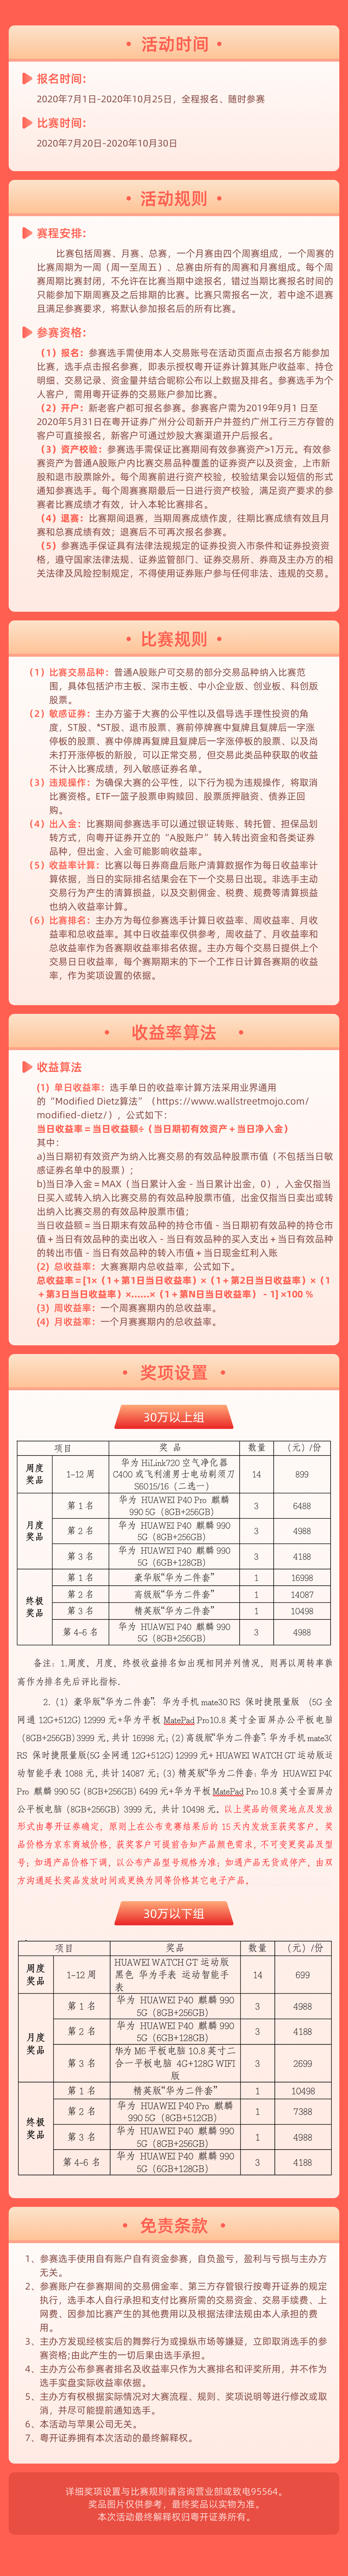 活动时间
报名时间：
2020年7月1日-2020年10月25日，全程报名、随时参赛
比赛时间：
2020年7月20日-2020年10月30日
活动规则
赛程安排：
比赛包括周赛、月赛、总赛，一个月赛由四个周赛组成，一个周赛的
比赛周期为一周（周一至周五）、总赛由所有的周赛和月赛组成。每个周
赛周期比赛封闭，不允许在比赛当期中途报名，错过当期比赛报名时间的
只能参加下期周赛及之后排期的比赛。比赛只需报名一次，若中途不退赛
且满足参赛要求，将默认参加报名后的所有比赛。
参赛资格：
（1）报名：参赛选手需使用本人交易账号在活动页面点击报名方能参加
比赛，选手点击报名参赛，即表示授权粤开证券计算其账户收益率、持仓
明细、交易记录、资金量并结合昵称公布以上数据及排名。参赛选手为个
人客户，需用粤开证券的交易账户参加比赛。
（2）开户：新老客户都可报名参赛。参赛客户需为2019年9月1 日至
2020年5月31日在粤开证券广州分公司新开户并签约广州工行三方存管的
客户可直接报名，新客户可通过炒股大赛渠道开户后报名。
（3）资产校验：参赛选手需保证比赛期间有效参赛资产>1万元。有效参
赛资产为普通A股账户内比赛交易品种覆盖的证券资产以及资金，上市新
股和退市股票除外。每个周赛前进行资产校验，校验结果会以短信的形式
通知参赛选手。每个周赛赛期最后一日进行资产校验，满足资产要求的参
赛者比赛成绩才有效，计入本轮比赛排名。
（4）退赛：比赛期间退赛，当期周赛成绩作废，往期比赛成绩有效且月
赛和总赛成绩有效；退赛后不可再次报名参赛。
（5）参赛选手保证具有法律法规规定的证券投资入市条件和证券投资资
格，遵守国家法律法规、证券监管部门、证券交易所、券商及主办方的相
关法律及风险控制规定，不得使用证券账户参与任何非法、违规的交易。
比赛规则
（1）比赛交易品种：普通A股账户可交易的部分交易品种纳入比赛范
围，具体包括沪市主板、深市主板、中小企业版、创业板、科创版
股票。
（2）敏感证券：主办方鉴于大赛的公平性以及倡导选手理性投资的角
度，ST股、*ST股、退市股票、赛前停牌赛中复牌且复牌后一字涨
停板的股票、赛中停牌再复牌且复牌后一字涨停板的股票、以及尚
未打开涨停板的新股，可以正常交易，但交易此类品种获取的收益
不计入比赛成绩，列入敏感证券名单。
（3）违规操作：为确保大赛的公平性，以下行为视为违规操作，将取消
比赛资格。ETF一篮子股票申购赎回、股票质押融资、债券正回
购。
（4）出入金：比赛期间参赛选手可以通过银证转账、转托管、担保品划
转方式，向粤开证券开立的“A股账户”转入转出资金和各类证券
品种，但出金、入金可能影响收益率。
（5）收益率计算：比赛以每日券商盘后账户清算数据作为每日收益率计
算依据，当日的实际排名结果会在下一个交易日出现。非选手主动
交易行为产生的清算损益，以及交割佣金、税费、规费等清算损益
也纳入收益率计算。
（6）比赛排名：主办方为每位参赛选手计算日收益率、周收益率、月收
益率和总收益率。其中日收益率仅供参考，周收益了、月收益率和
总收益率作为各赛期收益率排名依据。主办方每个交易日提供上个
交易日日收益率，每个赛期期末的下一个工作日计算各赛期的收益
率，作为奖项设置的依据。
收益率算法
收益算法
(1) 单日收益率：选手单日的收益率计算方法采用业界通用
的“Modified Dietz算法”（https://www.wallstreetmojo.com/
modified-dietz/），公式如下：
当日收益率＝当日收益额÷（当日期初有效资产＋当日净入金）
其中：
a)当日期初有效资产为纳入比赛交易的有效品种股票市值（不包括当日敏
感证券名单中的股票）；
b)当日净入金＝MAX（当日累计入金－当日累计出金，0），入金仅指当
日买入或转入纳入比赛交易的有效品种股票市值，出金仅指当日卖出或转
出纳入比赛交易的有效品种股票市值；
当日收益额＝当日期末有效品种的持仓市值－当日期初有效品种的持仓市
值＋当日有效品种的卖出收入－当日有效品种的买入支出＋当日有效品种
的转出市值－当日有效品种的转入市值＋当日现金红利入账
(2) 总收益率：大赛赛期内总收益率，公式如下。
总收益率＝[1×（1＋第1日当日收益率）×（1＋第2日当日收益率）×（1
＋第3日当日收益率）×......×（1＋第N日当日收益率）－1] ×100 %
(3) 周收益率：一个周赛赛期内的总收益率。
(4) 月收益率：一个月赛赛期内的总收益率。
奖项设置
30万以上组
项目 奖 品 数量 （元）/份
周度奖品 1-12 周 华为 HiLink720 空气净化器 C400 或飞利浦男士电动剃须刀 S6015/16（二选一） 14 899
月度奖品 第 1 名 华为 HUAWEI P40 Pro 麒麟 990 5G（8GB+256GB） 3 6488
第 2 名 华为 HUAWEI P40 麒麟 990 5G（8GB+256GB） 3 4988
第 3 名 华为 HUAWEI P40 麒麟 990 5G（6GB+128GB） 3 4188
终极奖品 第 1 名 豪华版“华为二件套” 1 16998
第 2 名 高级版“华为二件套” 1 14087
第 3 名 精英版“华为二件套” 1 10498
第 4-6 名 华为 HUAWEI P40 麒麟 990 5G（8GB+256GB） 3 4988
备注：1.周度、月度、终极收益排名如出现相同并列情况，则再以周转率孰
高作为排名先后评比指标.
2.（1）豪华版“华为二件套”：华为手机 mate30 RS 保时捷限量版 （5G 全
网通 12G+512G) 12999 元+华为平板 MatePad Pro10.8 英寸全面屏办公平板电脑
（8GB+256GB) 3999 元，共计 16998 元；（2）高级版“华为二件套”：华为手机 mate30
RS 保时捷限量版(5G 全网通 12G+512G) 12999 元+ HUAWEI WATCH GT 运动版运
动智能手表 1088 元，共计 14087 元；（3）精英版“华为二件套：华为 HUAWEI P40
Pro 麒麟 990 5G（8GB+256GB) 6499 元+华为平板 MatePad Pro 10.8 英寸全面屏办
公平板电脑（8GB+256GB）3999 元，共计 10498 元。以上奖品的领奖地点及发放
形式由粤开证券确定，原则上在公布竞赛结果后的 15 天内发放至获奖客户。奖
品价格为京东商城价格，获奖客户可提前告知产品颜色需求，不可变更奖品及型
号；如遇产品价格下调，以公布产品型号规格为准；如遇产品无货或停产，由双
方沟通延长奖品发放时间或更换为同等价格其它电子产品。
30万以下组
项目 奖品 数量 （元）/份
周度奖品 1-12 周 HUAWEI WATCH GT 运动版 黑色 华为手表 运动智能手表 14 699
月度奖品 第 1 名 华为 HUAWEI P40 麒麟 990 5G（8GB+256GB） 3 4988
第 2 名 华为 HUAWEI P40 麒麟 990 5G（6GB+128GB） 3 4188
第 3 名 华为 M6 平板电脑 10.8 英寸二合一平板电脑 4G+128G WIFI 版 3 2699
终极奖品 第 1 名 精英版“华为二件套” 1 10498
第 2 名 华为 HUAWEI P40 Pro 麒麟 990 5G（8GB+512GB） 1 7388
第 3 名 华为 HUAWEI P40 麒麟 990 5G（8GB+256GB） 1 4988
第 4-6 名 华为 HUAWEI P40 麒麟 990 5G（6GB+128GB） 3 4188
免责条款
1、参赛选手使用自有账户自有资金参赛，自负盈亏，盈利与亏损与主办方
无关。
2、参赛账户在参赛期间的交易佣金率、第三方存管银行按粤开证券的规定
执行，选手本人自行承担和支付比赛所需的交易资金、交易手续费、上
网费、因参加比赛产生的其他费用以及根据法律法规由本人承担的费
用。
3、主办方发现经核实后的舞弊行为或操纵市场等嫌疑，立即取消选手的参
赛资格；由此产生的一切后果由选手承担。
4、主办方公布参赛者排名及收益率只作为大赛排名和评奖所用，并不作为
选手实盘实际收益率依据。
5、主办方有权根据实际情况对大赛流程、规则、奖项说明等进行修改或取
消，并尽可能提前通知选手。
6、本活动与苹果公司无关。
7、粤开证券拥有本次活动的最终解释权。
详细奖项设置与比赛规则请咨询营业部或致电95564。
奖品图片仅供参考，最终奖品以实物为准。
本次活动最终解释权归粤开证券所有。